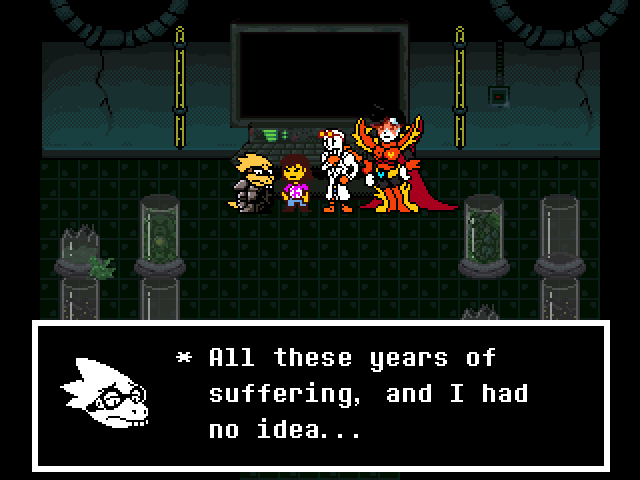 * All these years of
suffering, and I had
no idea...